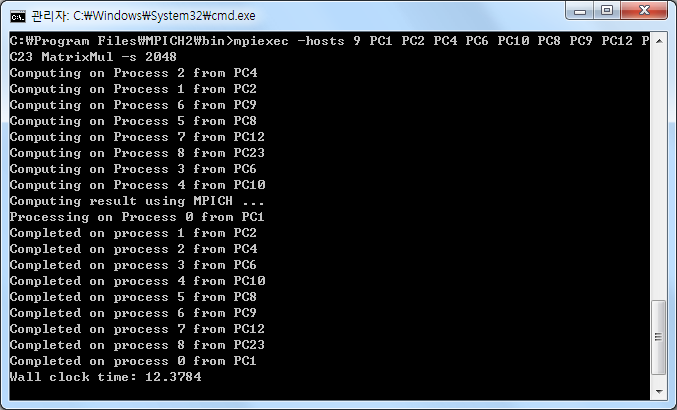 관리자: C:₩Windows₩System32₩cmd.exe
C:₩Program Files₩MPICH2₩bin>mpiexec -hosts 9 PC1 PC2 PC4 PC6 PC10 PC8 PC9 PC12 P
C23 MatrixMul -s 2048
Computing on Process 2 from PC4
Computing on Process 1 from PC2
Computing on Process 6 from PC9
Computing on Process 5 from PC8
Computing on Process 7 from PC12
Computing on Process 8 from PC23
Computing on Process 3 from PC6
Computing on Process 4 from PC10
Computing result using MPICH ...
Processing on Process 0 from PC1
Completed on process 1 from PC2
Completed on process 2 from PC4
Completed on process 3 from PC6
Completed on process 4 from PC10
Completed on process 5 from PC8
Completed on process 6 from PC9
Completed on process 7 from PC12
Completed on process 8 from PC23
Completed on process 0 from PC1
Wall clock time: 12.3784